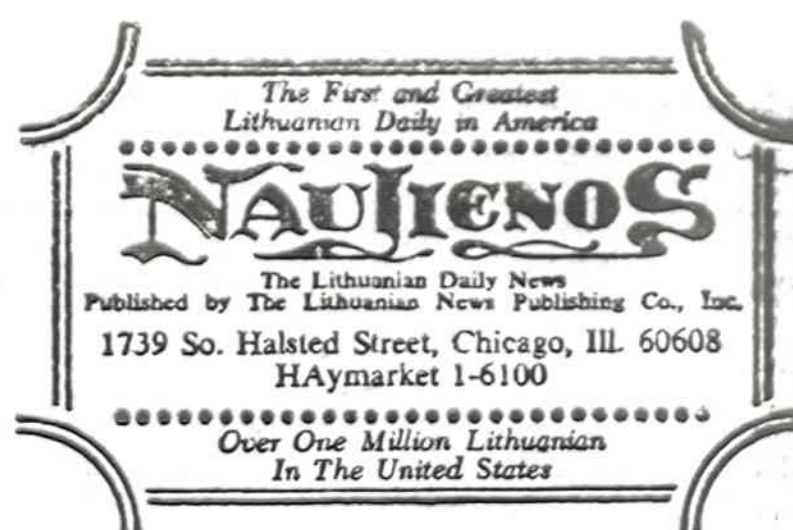 The First and Greatest
Lithuanian Daily in America
NAUJIENOS
The Lithuanian Daily News
Published by The Lithuanian News Publishing Co., Inc.
1739 So. Halsted Street, Chicago, Ill. 60608
HAymarket 1-6100
Over One Million Lithuanian
In The United States